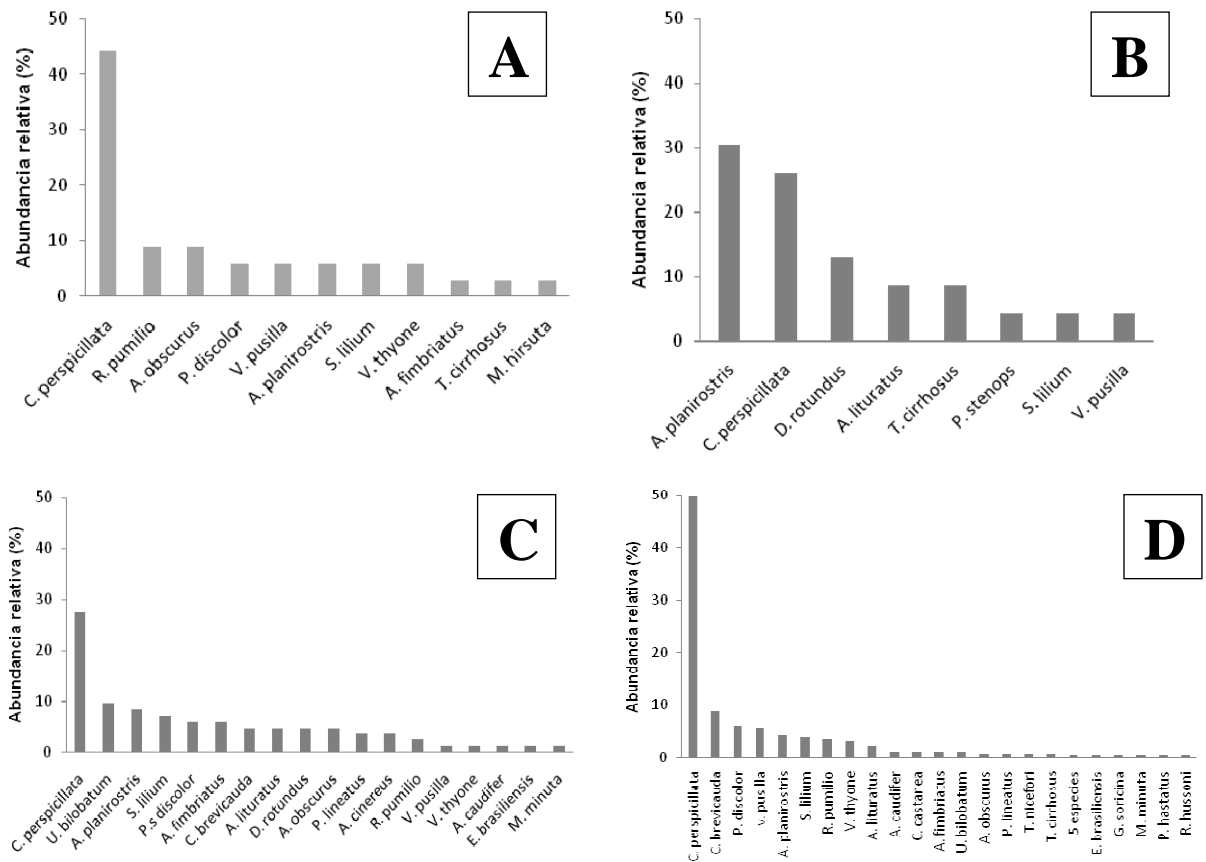 A
Abundancia relativa (%)
50
40
30
20
10
0
C. perspicillata
R. pumilio
A. obscurus
P. discolor
V. pusilla
A. planirostris
S. lilium
V. thyone
A. fimbriatus
T. cirrhosus
M. hirsuta
B
Abundancia relativa (%)
50
40
30
20
10
0
A. planirostris
C. perspicillata
D. rotundus
A. lituratus
T. cirrhosus
P. stenops
S. lilium
V. pusilla
C
Abundancia relativa (%)
50
40
30
20
10
0
C. perspicillata
U. bilobatum
A. planirostris
S. lilium
P.s discolor
A. fimbriatus
C. brevicauda
A. lituratus
D. rotundus
A. obscurus
P. lineatus
A. cinereus
R. pumilio
V. pusilla
V. thyone
A. caudifer
E. brasiliensis
M. minuta
D
Abundancia relativa (%)
50
40
30
20
10
0
C. perspicillata
C. brevicauda
P. discolor
v. pusilla
A. planirostris
S. lilium
R. pumilio
V. thyone
A. lituratus
A. caudifer
C. castarea
A. fimbriacus
U. bilobatum
A. obscurus
P. lineatus
T. nicefori
T. cirrhosus
5 especies
E. brasiliensis
G. soricina
M. minuta
P. hastatus
R. hussoni